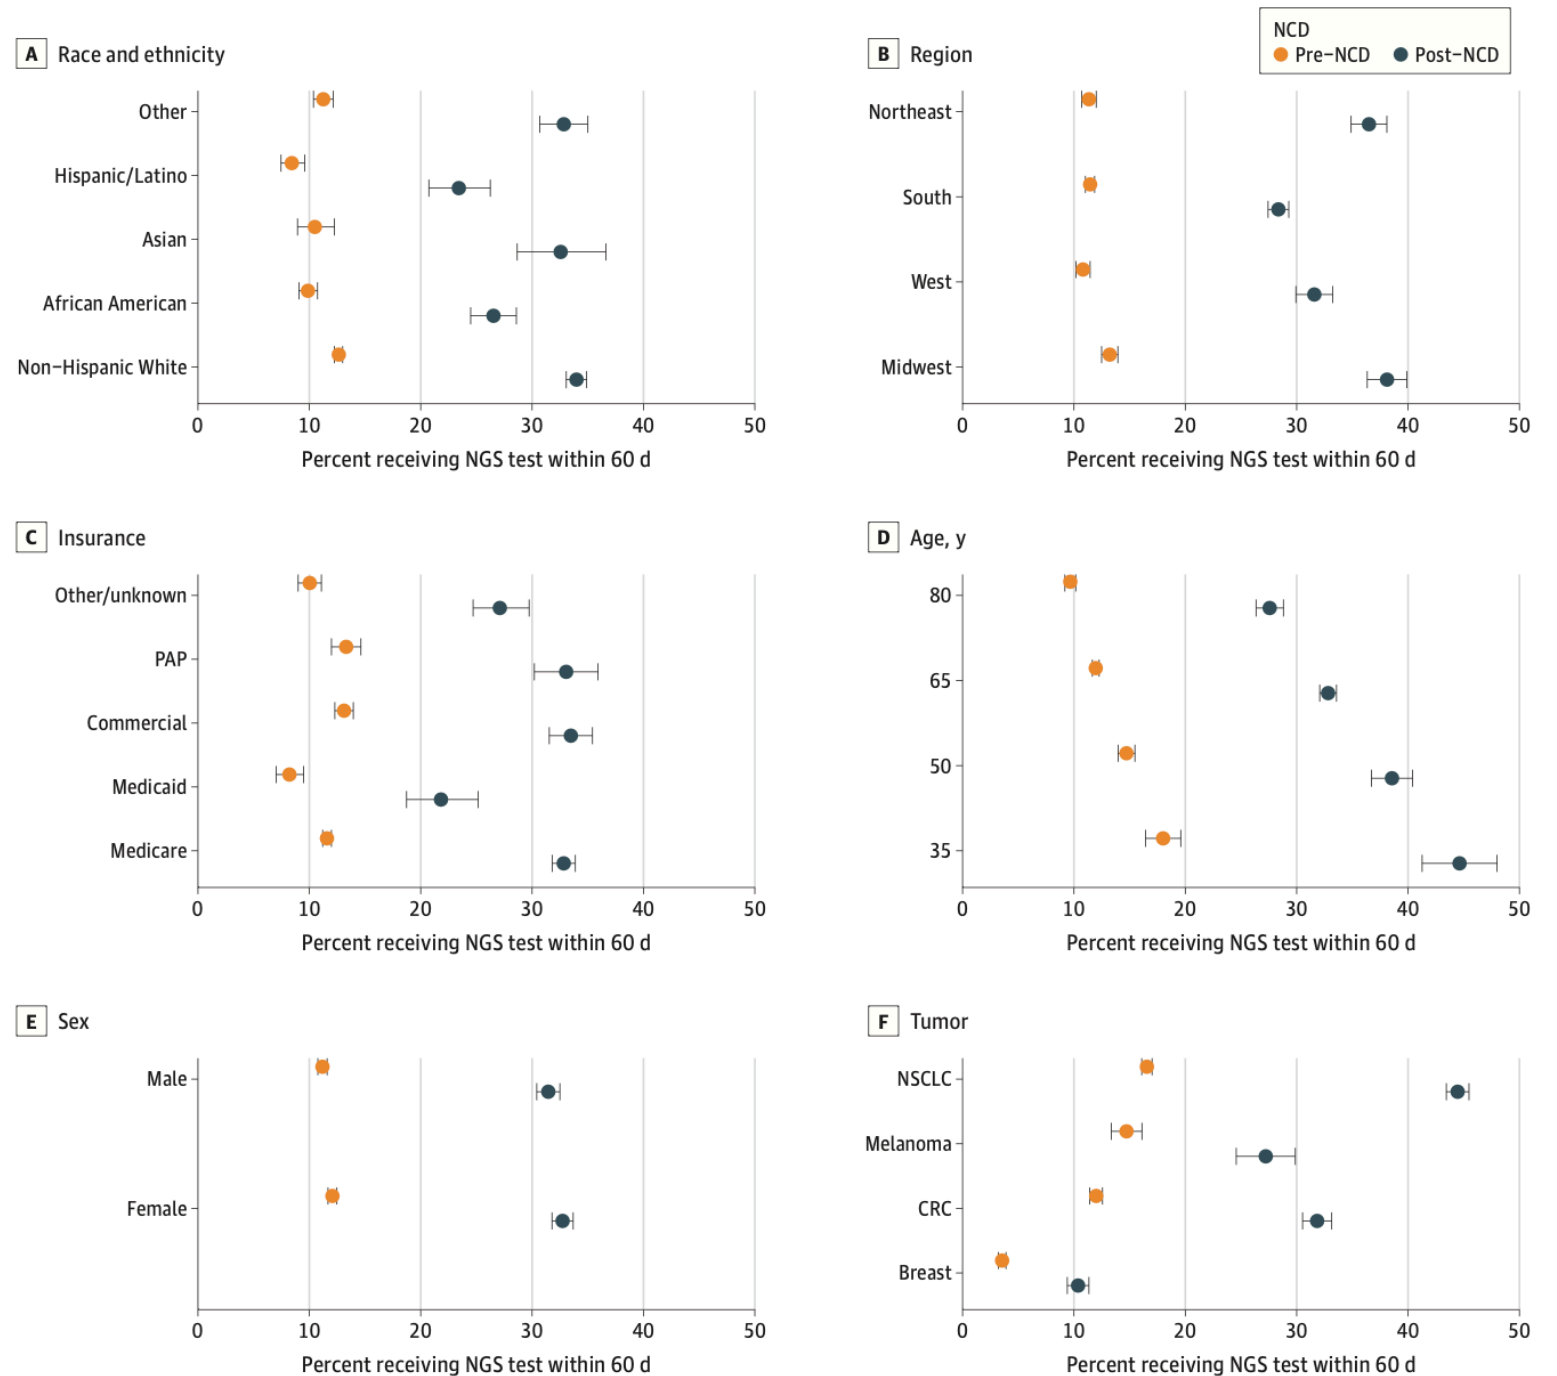 NCD
Pre–NCD Post–NCD
A Race and ethnicity
Other
Hispanic/Latino
Asian
African American
Non–Hispanic White
0 10 20 30 40 50
Percent receiving NGS test within 60 d
B Region
Northeast
South
West
Midwest
0 10 20 30 40 50
Percent receiving NGS test within 60 d
C Insurance
Other/unknown
PAP
Commercial
Medicaid
Medicare
0 10 20 30 40 50
Percent receiving NGS test within 60 d
D Age, y
80
65
50
35
0 10 20 30 40 50
Percent receiving NGS test within 60 d
E Sex
Male
Female
0 10 20 30 40 50
Percent receiving NGS test within 60 d
F Tumor
NSCLC
Melanoma
CRC
Breast
0 10 20 30 40 50
Percent receiving NGS test within 60 d